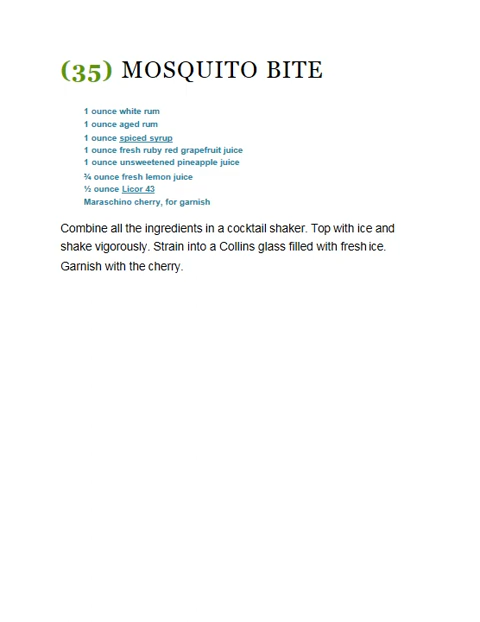 (35) MOSQUITO BITE
1 ounce white rum
1 ounce aged rum
1 ounce spiced syrup
1 ounce fresh ruby red grapefruit juice
1 ounce unsweetened pineapple juice
¾ ounce fresh lemon juice
½ ounce Licor 43
Maraschino cherry, for garnish
Combine all the ingredients in a cocktail shaker. Top with ice and
shake vigorously. Strain into a Collins glass filled with fresh ice.
Garnish with the cherry.